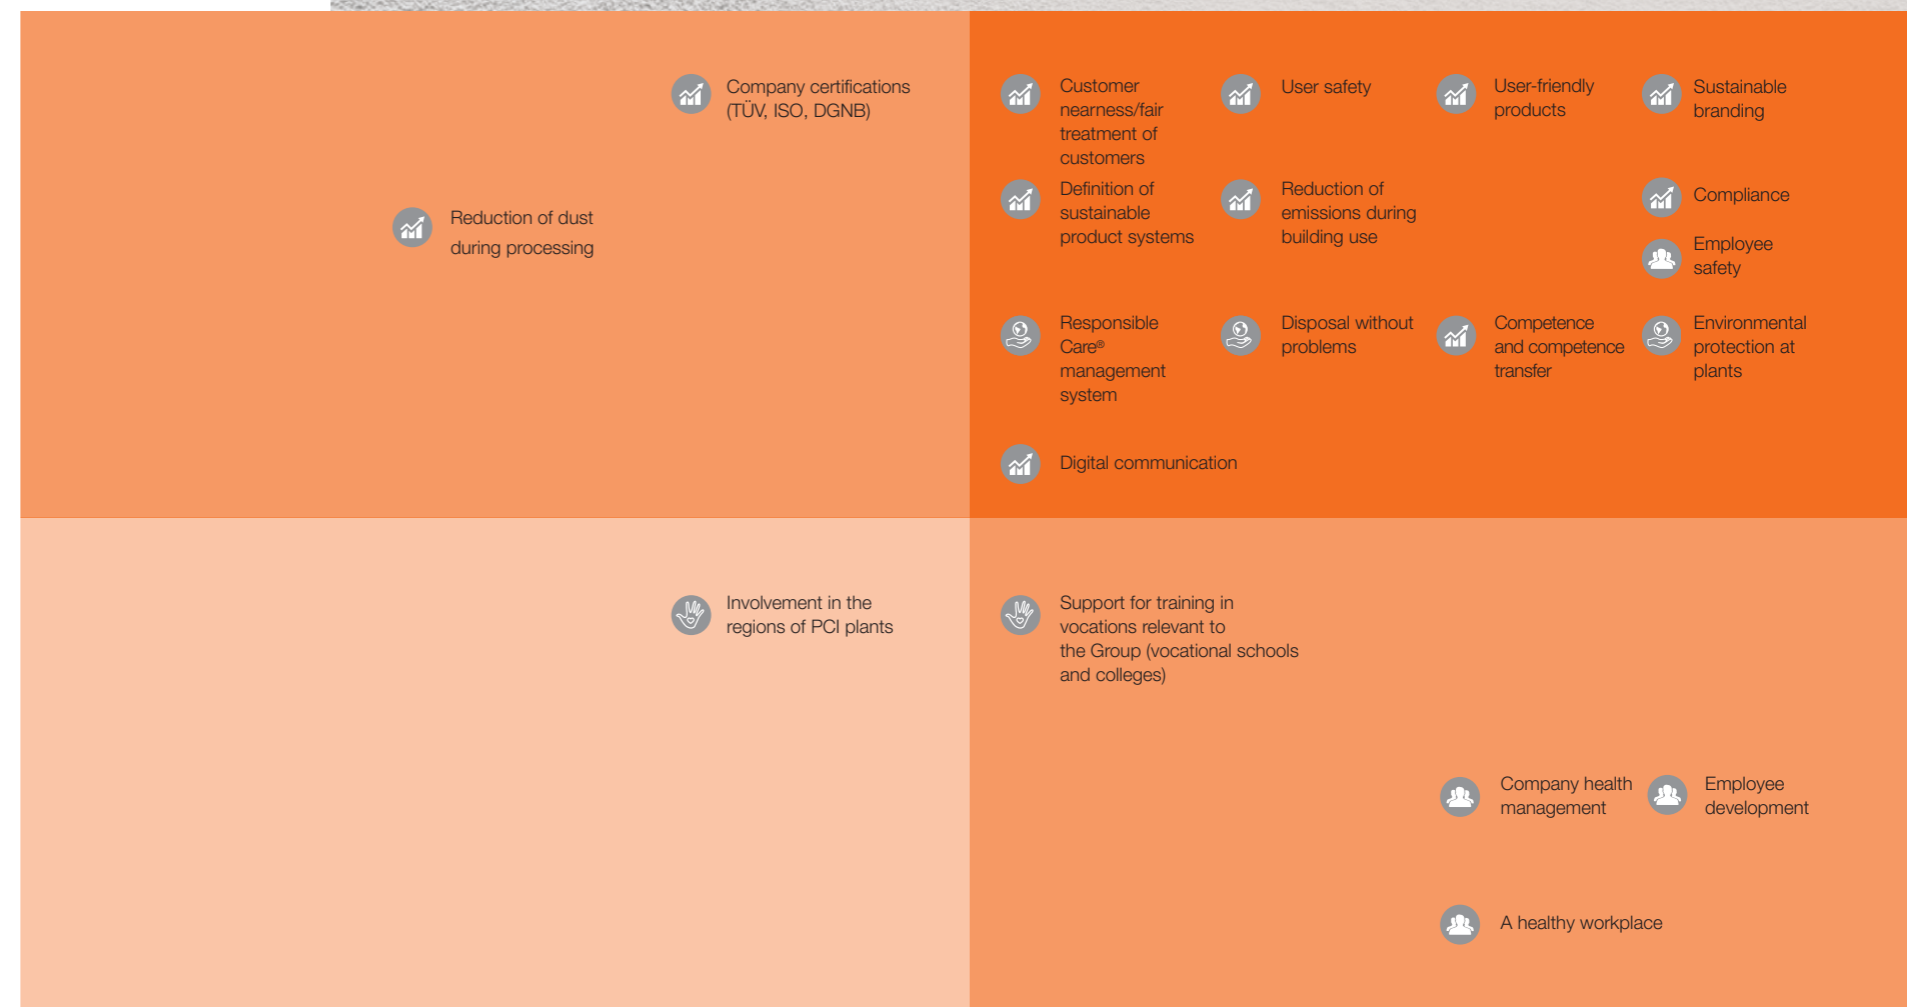 Company certifications
(TÜV, ISO, DGNB)
Reduction of dust
during processing
Customer
nearness/fair
treatment of
customers
User safety
User-friendly
products
Sustainable
branding
Definition of
sustainable
product systems
Reduction of
emissions during
building use
Compliance
Employee
safety
Responsible
Care®
management
system
Disposal without
problems
Competence
and competence
transfer
Environmental
protection at
plants
Digital communication
Involvement in the
regions of PCI plants
Support for training in
vocations relevant to
the Group (vocational schools
and colleges)
Company health
management
Employee
development
A healthy workplace